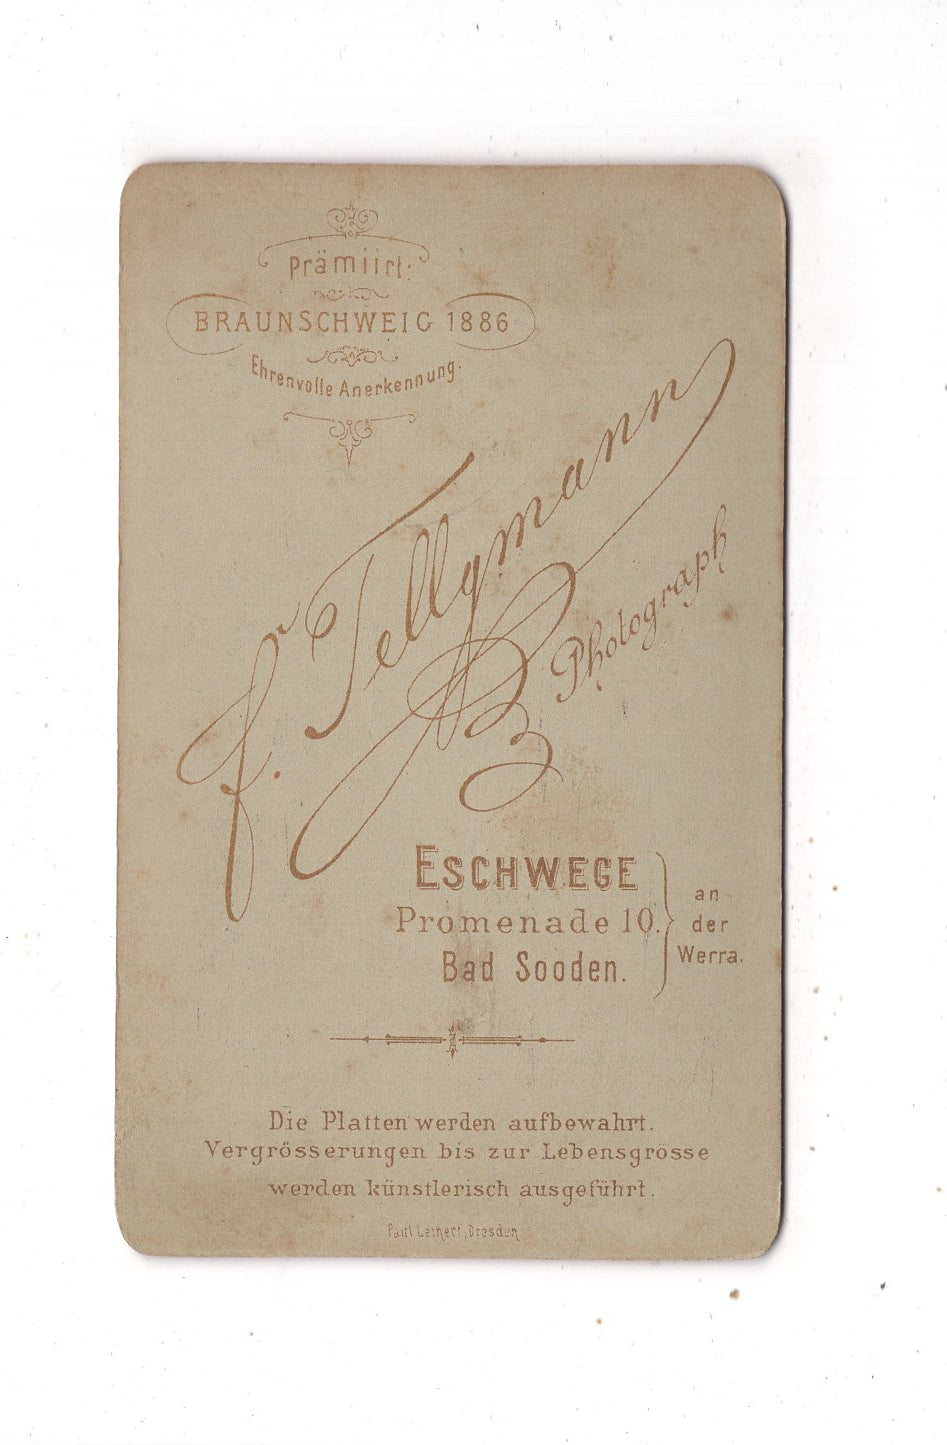 Prämiirt:
BRAUNSCHWEIG 1886
Ehrenvolle Anerkennung.
F. Tellgmann
Photograph
ESCHWEGE
Promenade 10.
Bad Sooden.
an
der
Werra.
Die Platten werden aufbewahrt.
Vergrösserungen bis zur Lebensgrösse
werden künstlerisch ausgeführt.
Paul Leinert, Dresden